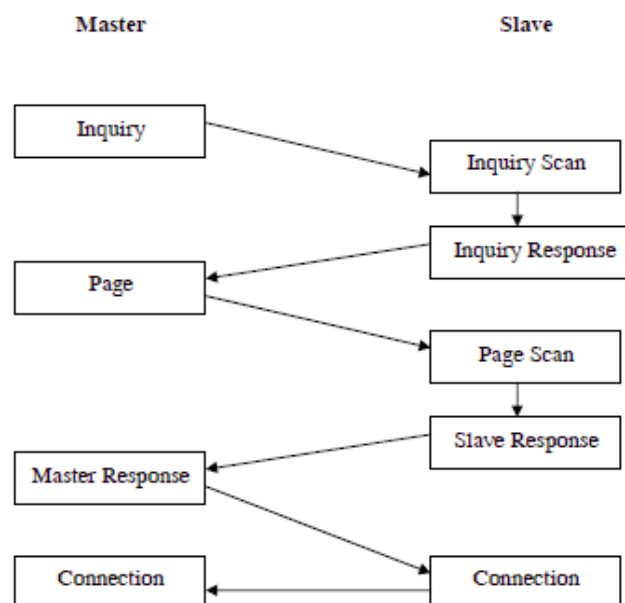 Master Slave
Inquiry
Inquiry Scan
Inquiry Response
Page
Page Scan
Slave Response
Master Response
Connection Connection